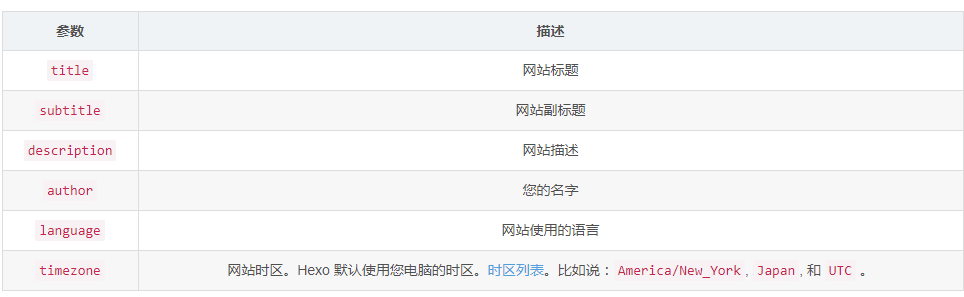 参数 描述
title 网站标题
subtitle 网站副标题
description 网站描述
author 您的名字
language 网站使用的语言
timezone 网站时区。Hexo 默认使用您电脑的时区。时区列表。比如说：America/New_York, Japan, 和 UTC 。